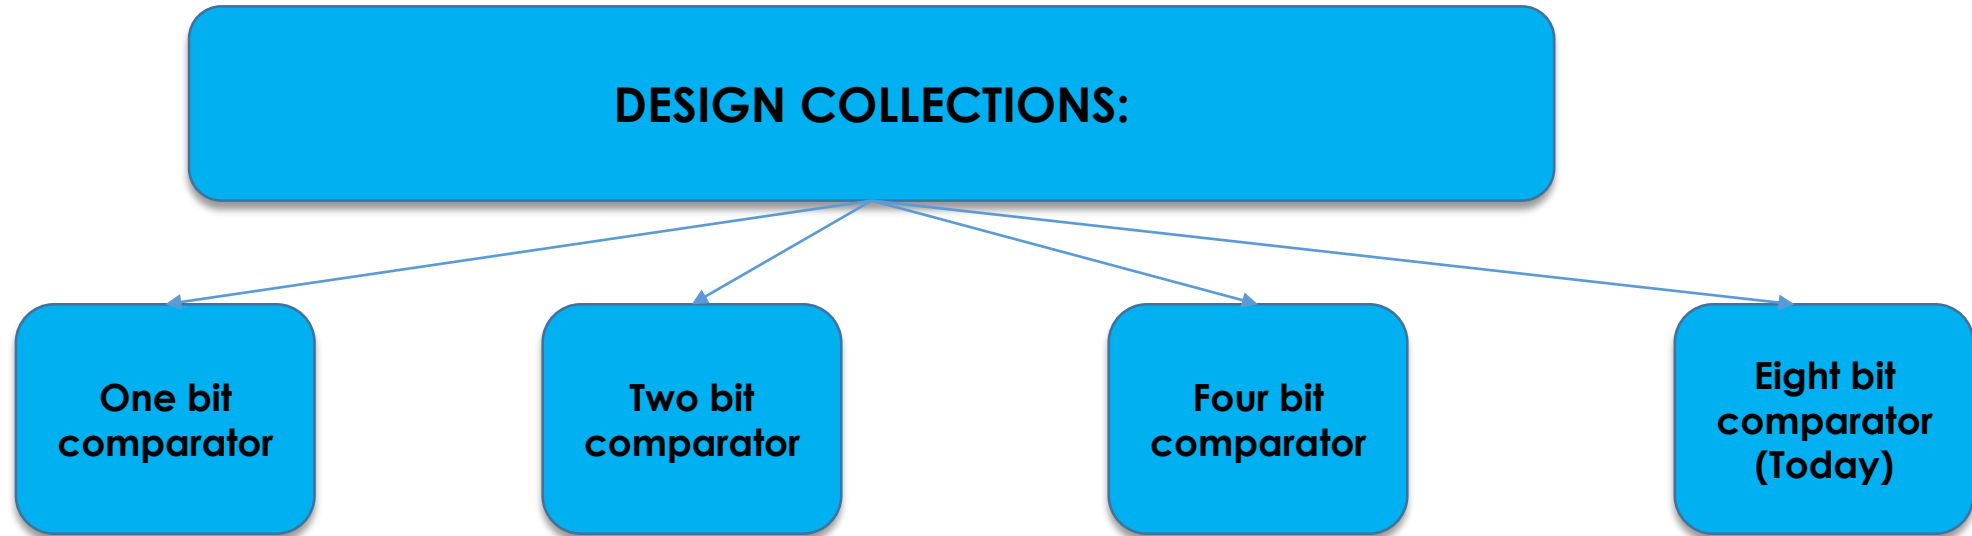 DESIGN COLLECTIONS:
One bit
comparator
Two bit
comparator
Four bit
comparator
Eight bit
comparator
(Today)